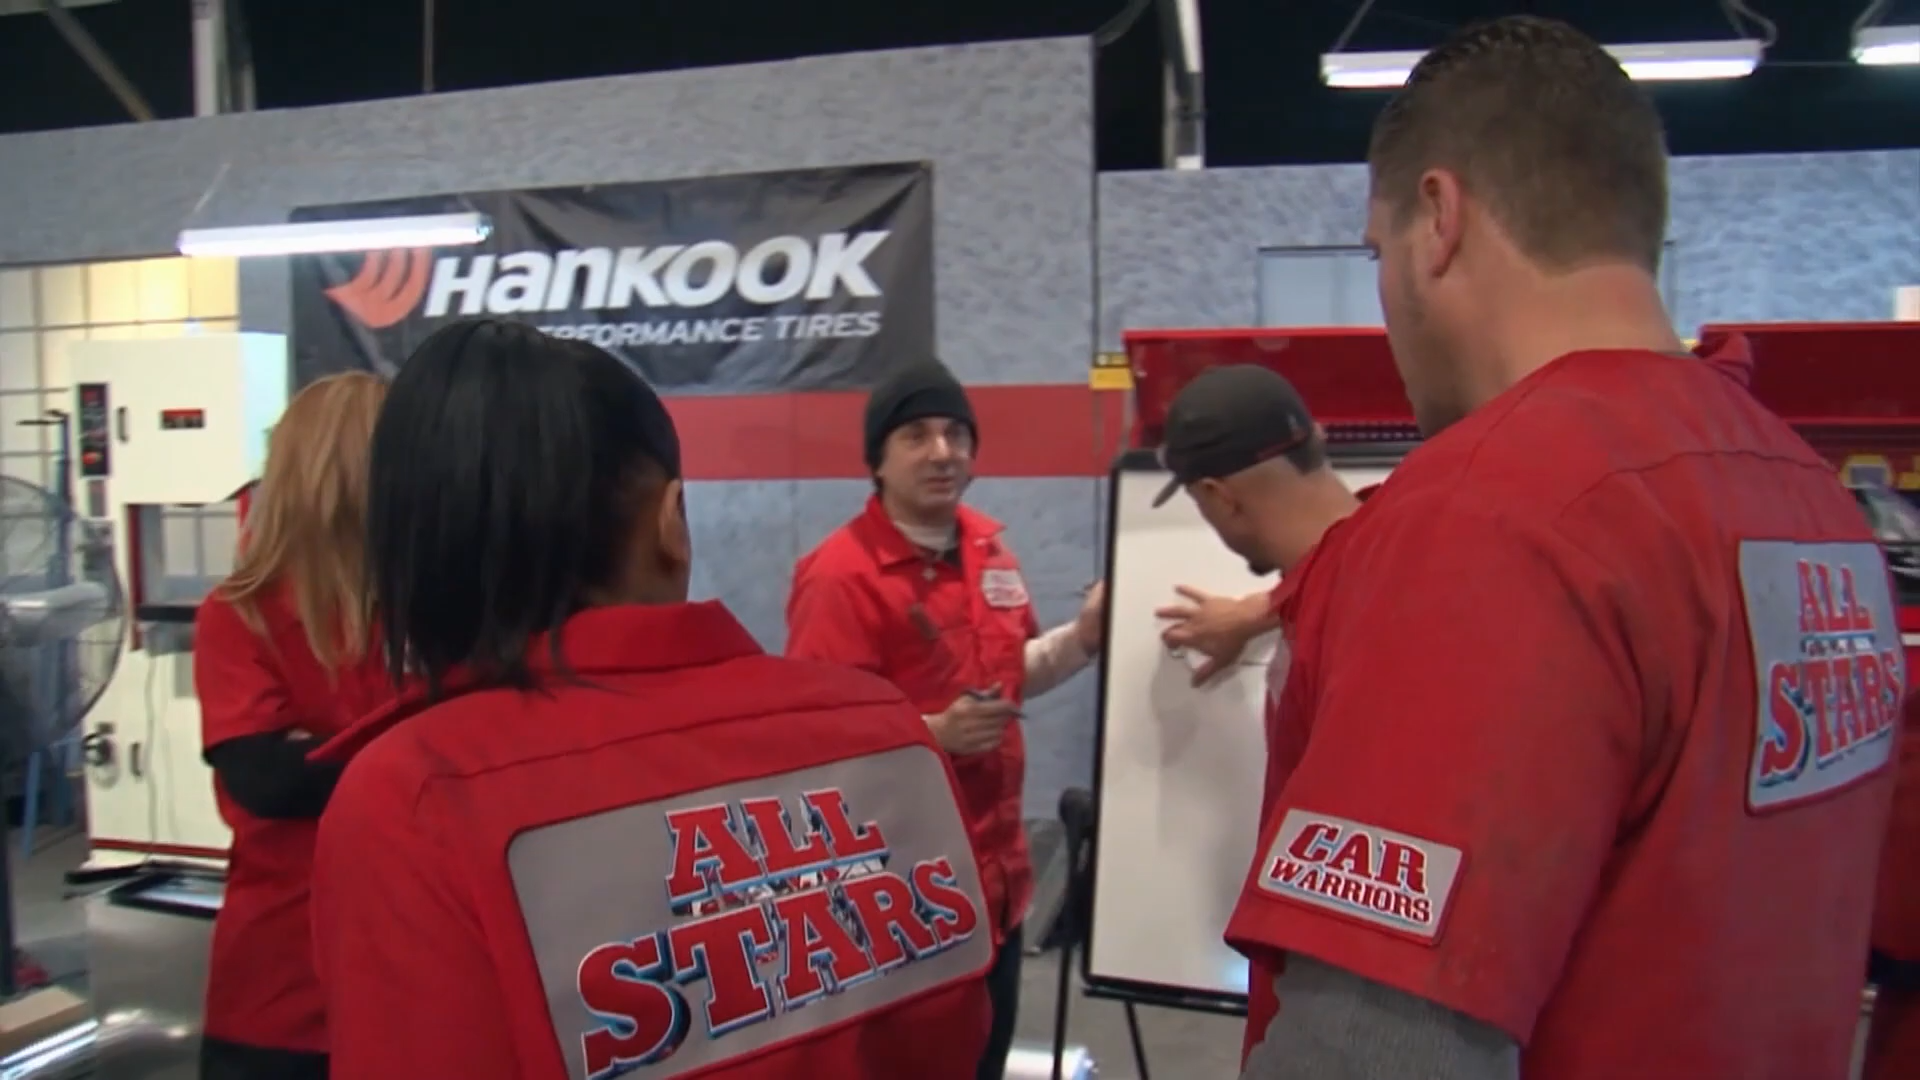 HANKOOK
PERFORMANCE TIRES
ALL
STARS
CAR
WARRIORS
ALL
STARS